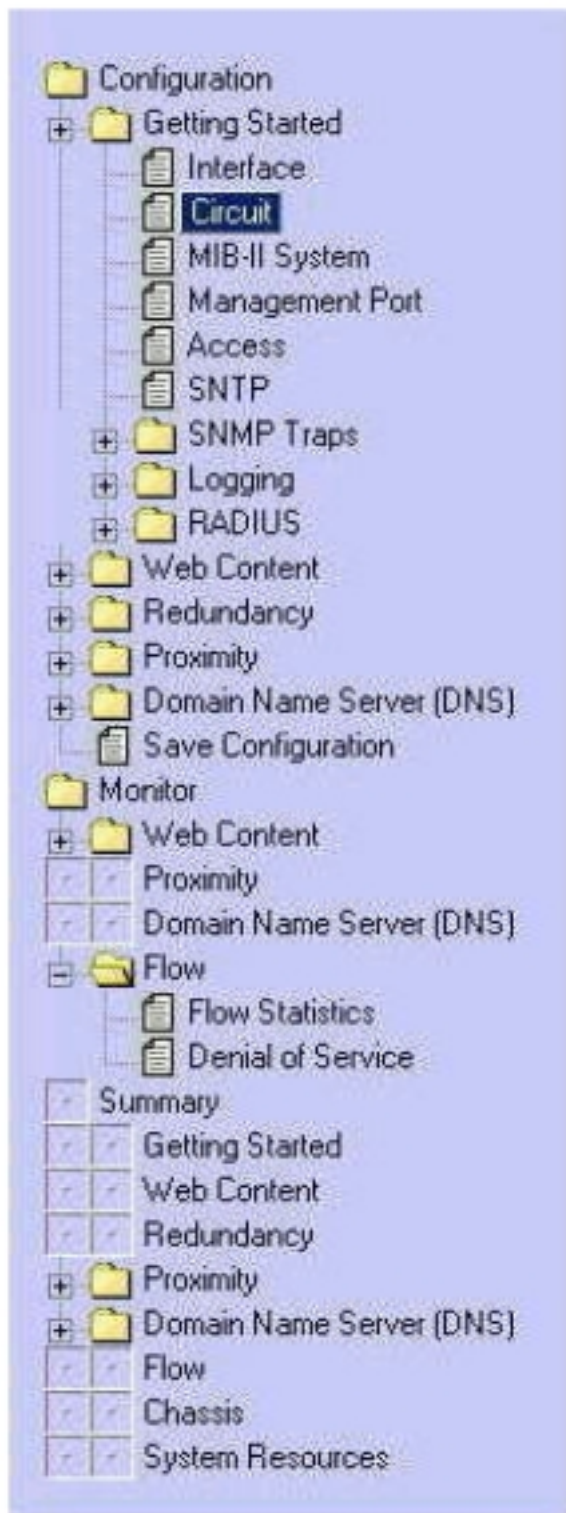 Configuration
Getting Started
Interface
Circuit
MIB-II System
Management Port
Access
SNTP
SNMP Traps
Logging
RADIUS
Web Content
Redundancy
Proximity
Domain Name Server (DNS)
Save Configuration
Monitor
Web Content
Proximity
Domain Name Server (DNS)
Flow
Flow Statistics
Denial of Service
Summary
Getting Started
Web Content
Redundancy
Proximity
Domain Name Server (DNS)
Flow
Chassis
System Resources